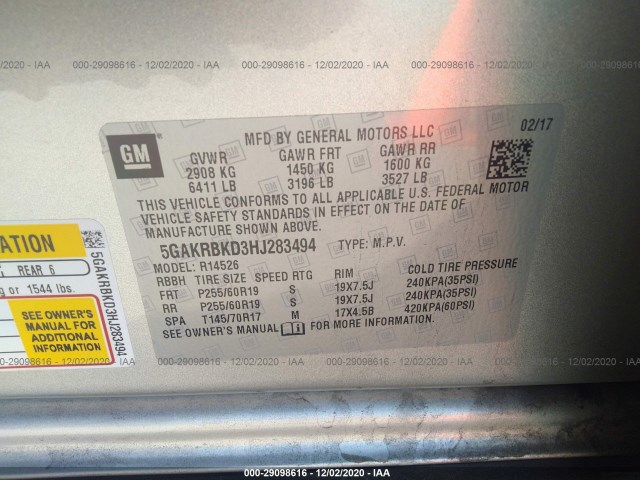 000-29098616 - 12/02/2020 - IAA
GM
MFD BY GENERAL MOTORS LLC
02/17
GVWR GAWR FRT GAWR RR
2908 KG 1450 KG 1600 KG
6411 LB 3196 LB 3527 LB
THIS VEHICLE CONFORMS TO ALL APPLICABLE U.S. FEDERAL MOTOR
VEHICLE SAFETY STANDARDS IN EFFECT ON THE DATE OF
MANUFACTURE SHOWN ABOVE.
5GAKRBKD3HJ283494 TYPE: M.P.V.
MODEL: R14526
RBBH TIRE SIZE SPEED RTG RIM COLD TIRE PRESSURE
FRT P255/60R19 S 19X7.5J 240KPA(35PSI)
RR P255/60R19 S 19X7.5J 240KPA(35PSI)
SPA T145/70R17 M 17X4.5B 420KPA(60PSI)
SEE OWNER'S MANUAL FOR MORE INFORMATION.
REAR 6
or 1544 lbs.
SEE OWNER'S
MANUAL FOR
ADDITIONAL
INFORMATION
5GAKRBKD3HJ283494
000-29098616 - 12/02/2020 - IAA